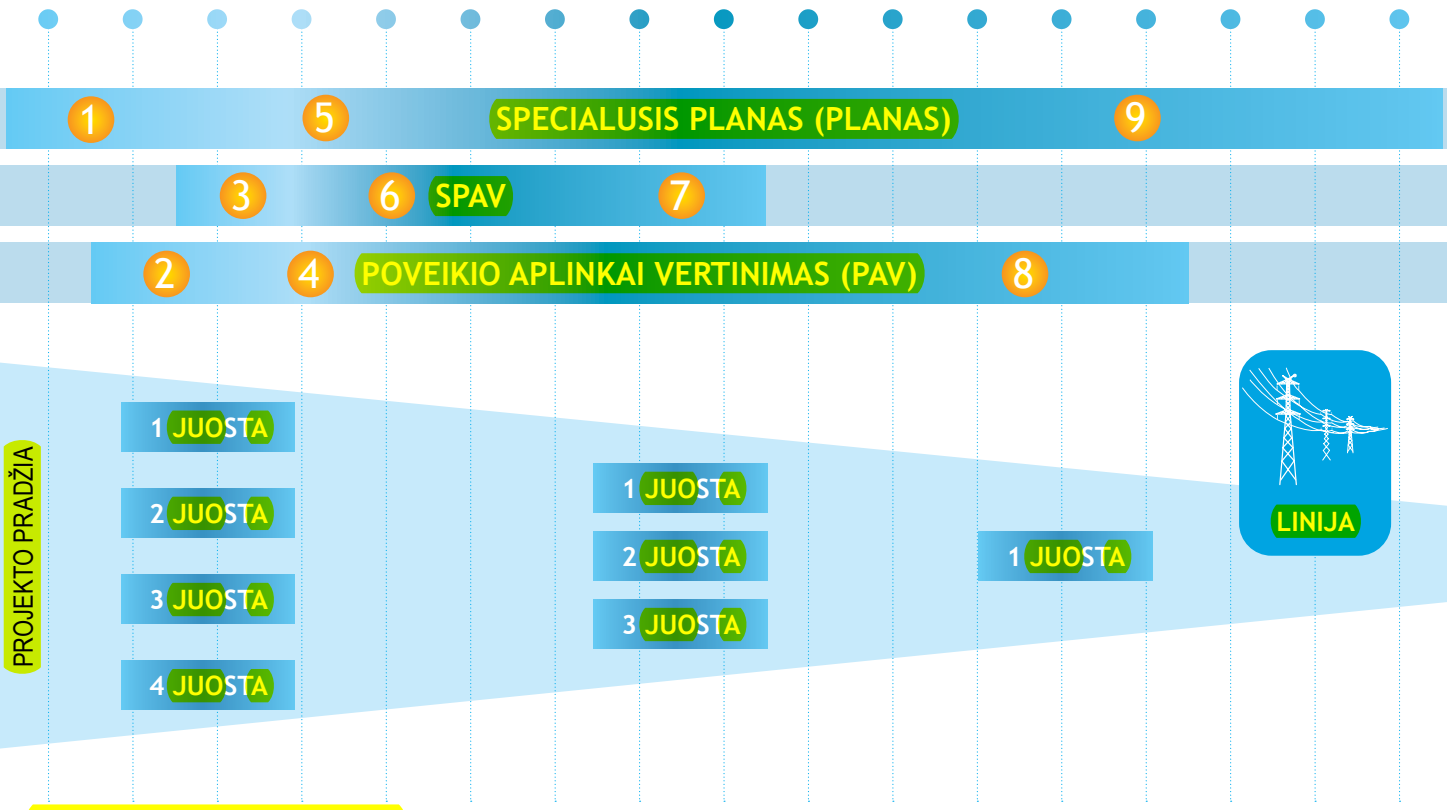 1 5 SPECIALUSIS PLANAS (PLANAS) 9
3 6 SPAV 7
2 4 POVEIKIO APLINKAI VERTINIMAS (PAV) 8
PROJEKTO PRADŽIA
1 JUOSTA
2 JUOSTA
3 JUOSTA
4 JUOSTA
1 JUOSTA
2 JUOSTA
3 JUOSTA
1 JUOSTA
LINIJA